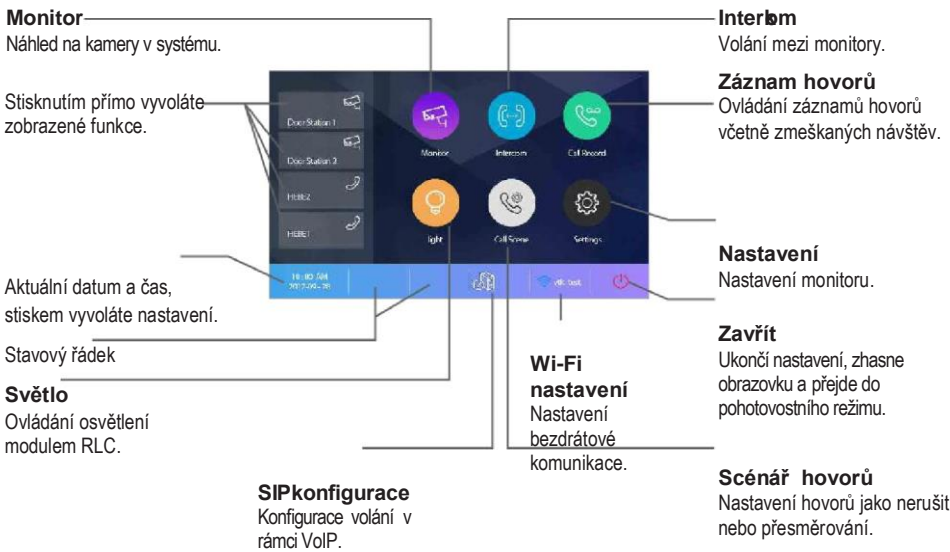 Monitor
Náhled na kamery v systému.
Stisknutím přímo vyvoláte
zobrazené funkce.
Aktuální datum a čas,
stiskem vyvoláte nastavení.
Stavový řádek
Světlo
Ovládání osvětlení
modulem RLC.
Door Station 1
Door Station 2
HEBE2
HEBE1
Monitor
Intercom
Call Record
light
Call Scene
Settings
Interkom
Volání mezi monitory.
Záznam hovorů
Ovládání záznamů hovorů
včetně zmeškaných návštěv.
Nastavení
Nastavení monitoru.
Zavřít
Ukončí nastavení, zhasne
obrazovku a přejde do
pohotovostního režimu.
Wi-Fi
nastavení
Nastavení
bezdrátové
komunikace.
SIPkonfigurace
Konfigurace volání v
rámci VoIP.
Scénář hovorů
Nastavení hovorů jako nerušit
nebo přesměrování.